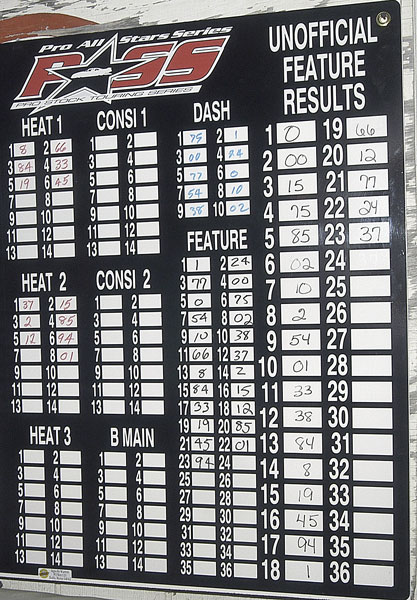 Pro All Stars Series
PASS
PRO STOCK TOURING SERIES
HEAT 1
1 8 2 66
3 84 4 33
5 19 6 45
7 8
9 10
11 12
13 14
CONSI 1
1 2
3 4
5 6
7 8
9 10
11 12
13 14
DASH
1 75 2 1
3 00 4 24
5 77 6 0
7 54 8 10
9 38 10 02
HEAT 2
1 37 2 15
3 2 4 85
5 12 6 94
7 8 01
9 10
11 12
13 14
CONSI 2
1 2
3 4
5 6
7 8
9 10
11 12
13 14
HEAT 3
1 2
3 4
5 6
7 8
9 10
11 12
13 14
B MAIN
1 2
3 4
5 6
7 8
9 10
11 12
13 14
FEATURE
1 1 2 24
3 77 4 00
5 0 6 75
7 54 8 02
9 10 10 38
11 66 12 37
13 8 14 2
15 84 16 15
17 33 18 12
19 19 20 85
21 45 22 01
23 94 24
25 26
27 28
29 30
31 32
33 34
35 36
UNOFFICIAL
FEATURE
RESULTS
1 0 19 66
2 00 20 12
3 15 21 77
4 75 22 24
5 85 23 37
6 02 24
7 10 25
8 2 26
9 54 27
10 01 28
11 33 29
12 38 30
13 84 31
14 8 32
15 19 33
16 45 34
17 94 35
18 1 36